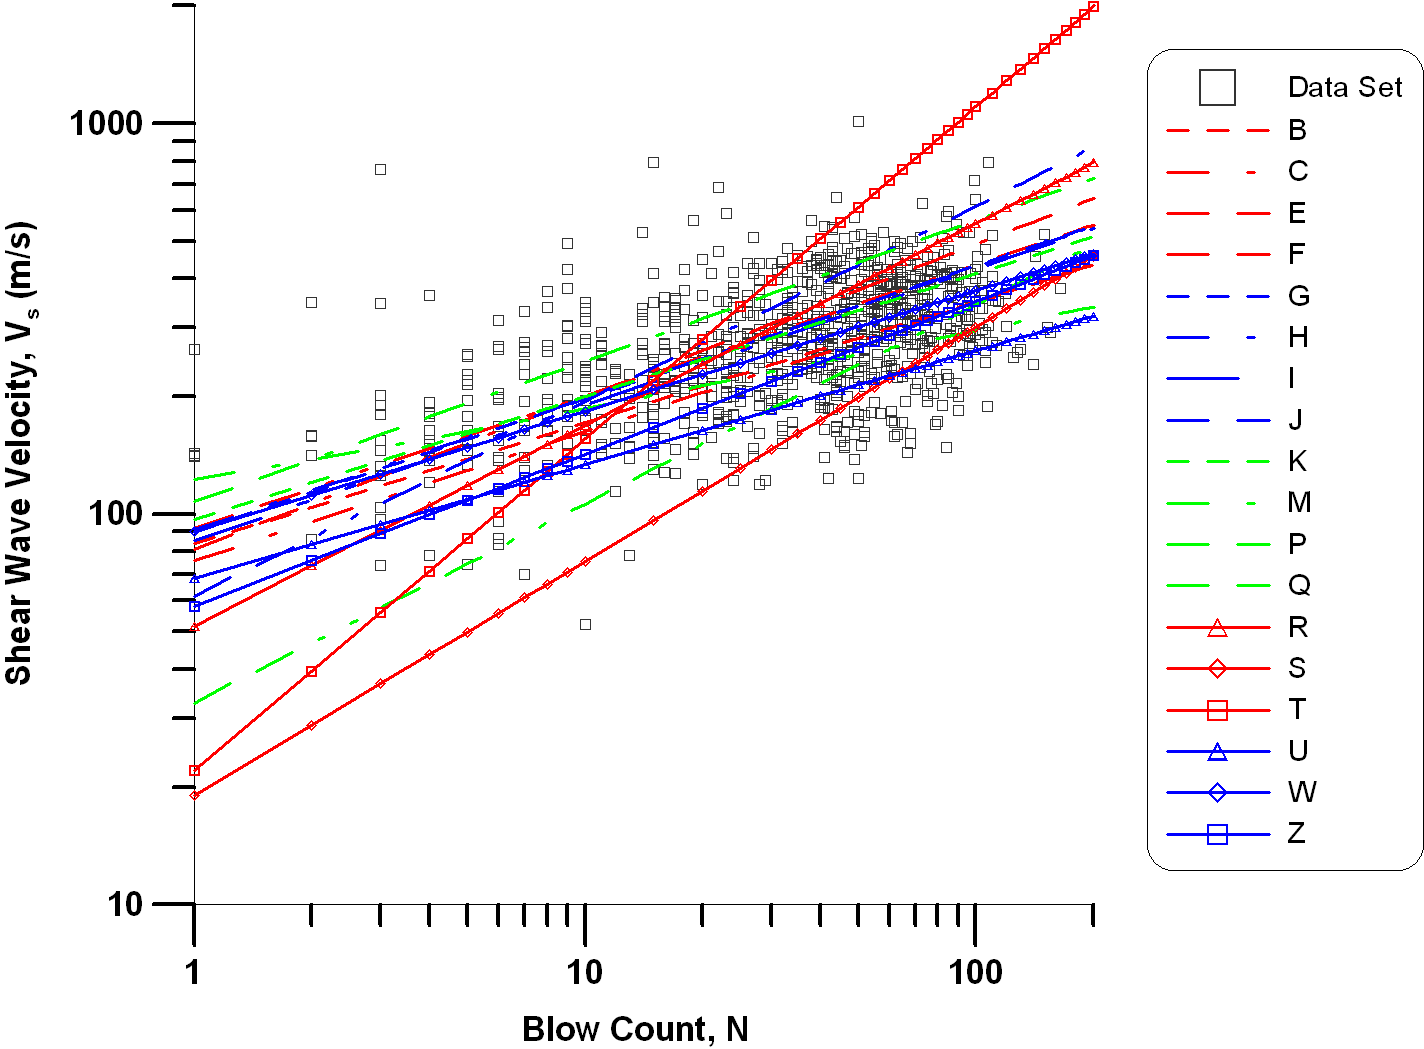 Shear Wave Velocity, Vs (m/s)
1000
100
10
1
10
100
Blow Count, N
Data Set
B
C
E
F
G
H
I
J
K
M
P
Q
R
S
T
U
W
Z